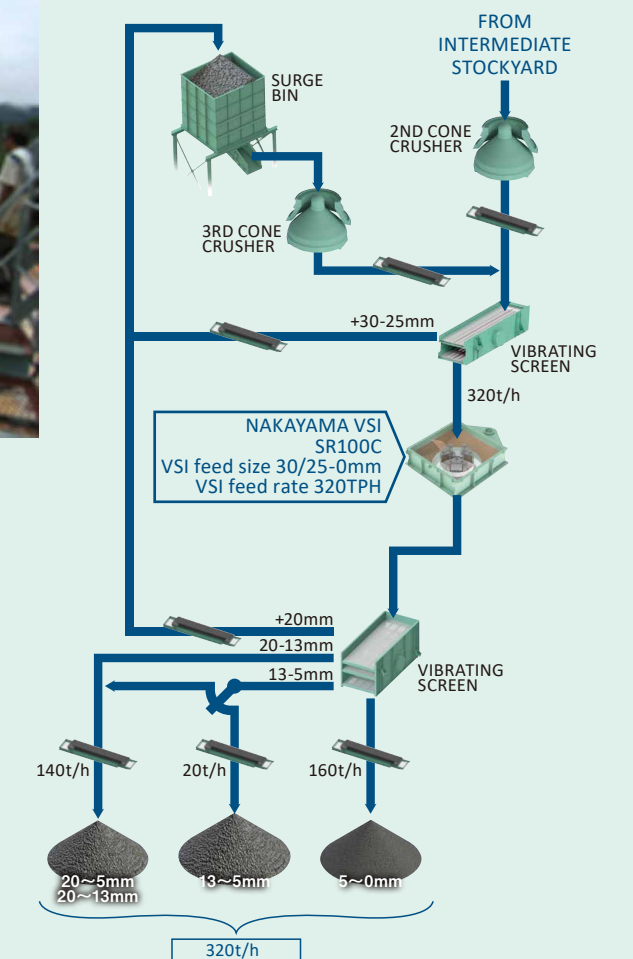 FROM
INTERMEDIATE
STOCKYARD
SURGE
BIN
2ND CONE
CRUSHER
3RD CONE
CRUSHER
+30-25mm
VIBRATING
SCREEN
320t/h
NAKAYAMA VSI
SR100C
VSI feed size 30/25-0mm
VSI feed rate 320TPH
+20mm
20-13mm
13-5mm
VIBRATING
SCREEN
140t/h
20t/h
160t/h
20～5mm
20～13mm
13～5mm
5～0mm
320t/h